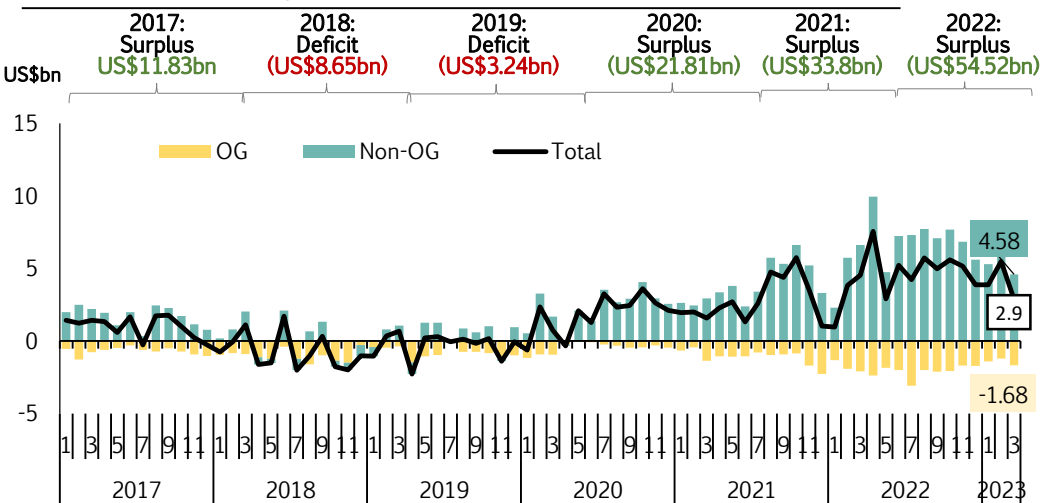 2017: 2018: 2019: 2020: 2021: 2022:
Surplus Deficit Deficit Surplus Surplus Surplus
US$11.83bn (US$8.65bn) (US$3.24bn) (US$21.81bn) (US$33.8bn) (US$54.52bn)
US$bn
15
OG Non-OG Total
10
4.58
5
2.9
0
-1.68
-5
1 3 5 7 9 11 1 3 5 7 9 11 1 3 5 7 9 11 1 3 5 7 9 11 1 3 5 7 9 11 1 3 5 7 9 11 1 3
2017 2018 2019 2020 2021 2022 2023